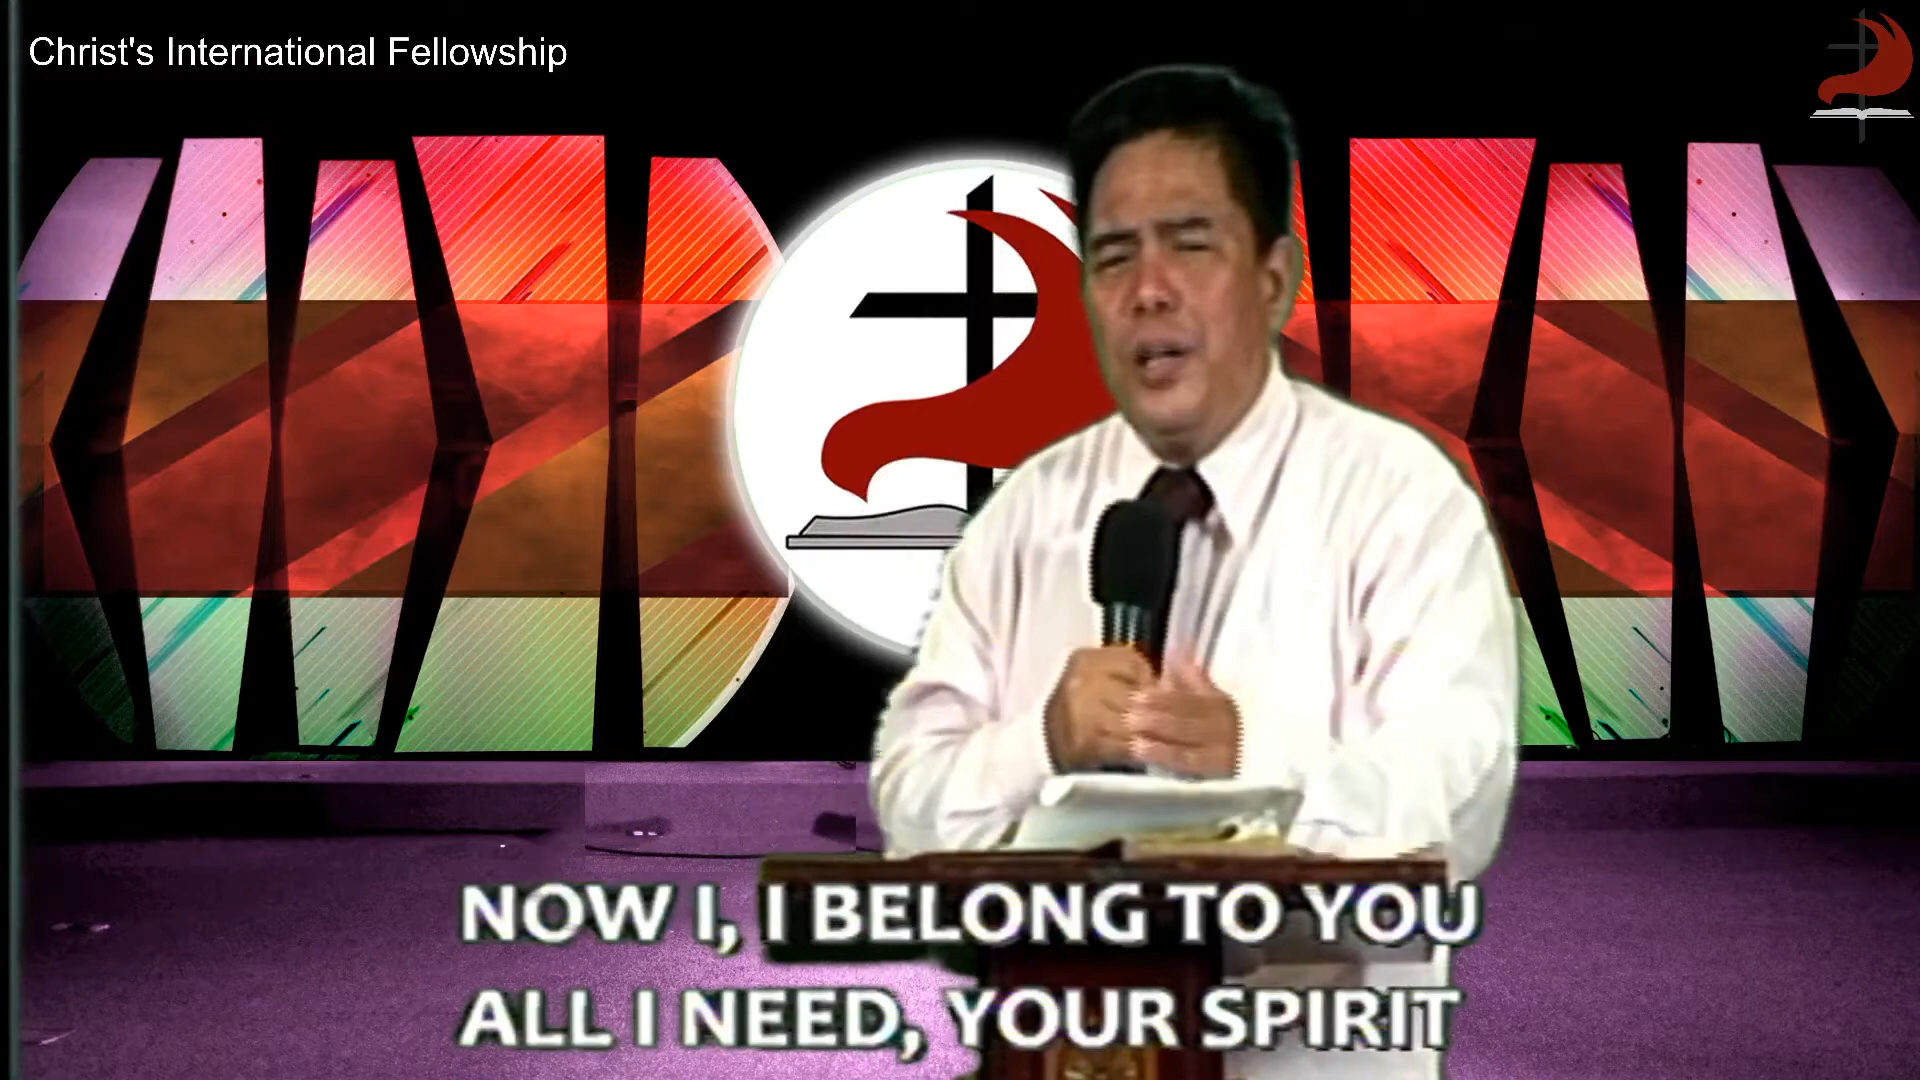 Christ's International Fellowship
NOW I, I BELONG TO YOU
ALL I NEED, YOUR SPIRIT